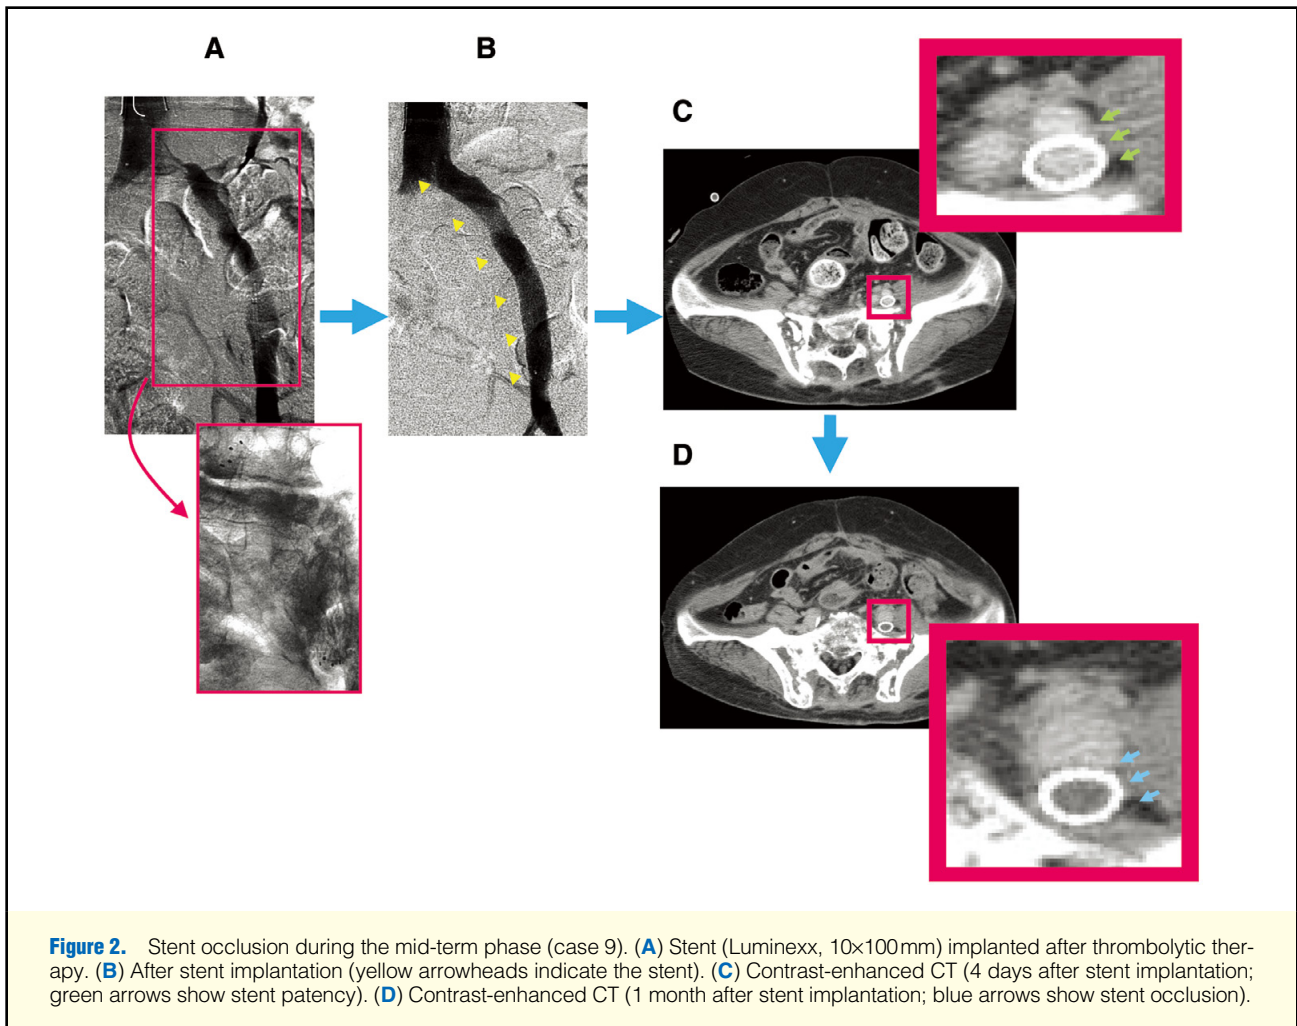 A
B
C
D
Figure 2. Stent occlusion during the mid-term phase (case 9). (A) Stent (Luminexx, 10×100 mm) implanted after thrombolytic ther-
apy. (B) After stent implantation (yellow arrowheads indicate the stent). (C) Contrast-enhanced CT (4 days after stent implantation;
green arrows show stent patency). (D) Contrast-enhanced CT (1 month after stent implantation; blue arrows show stent occlusion).